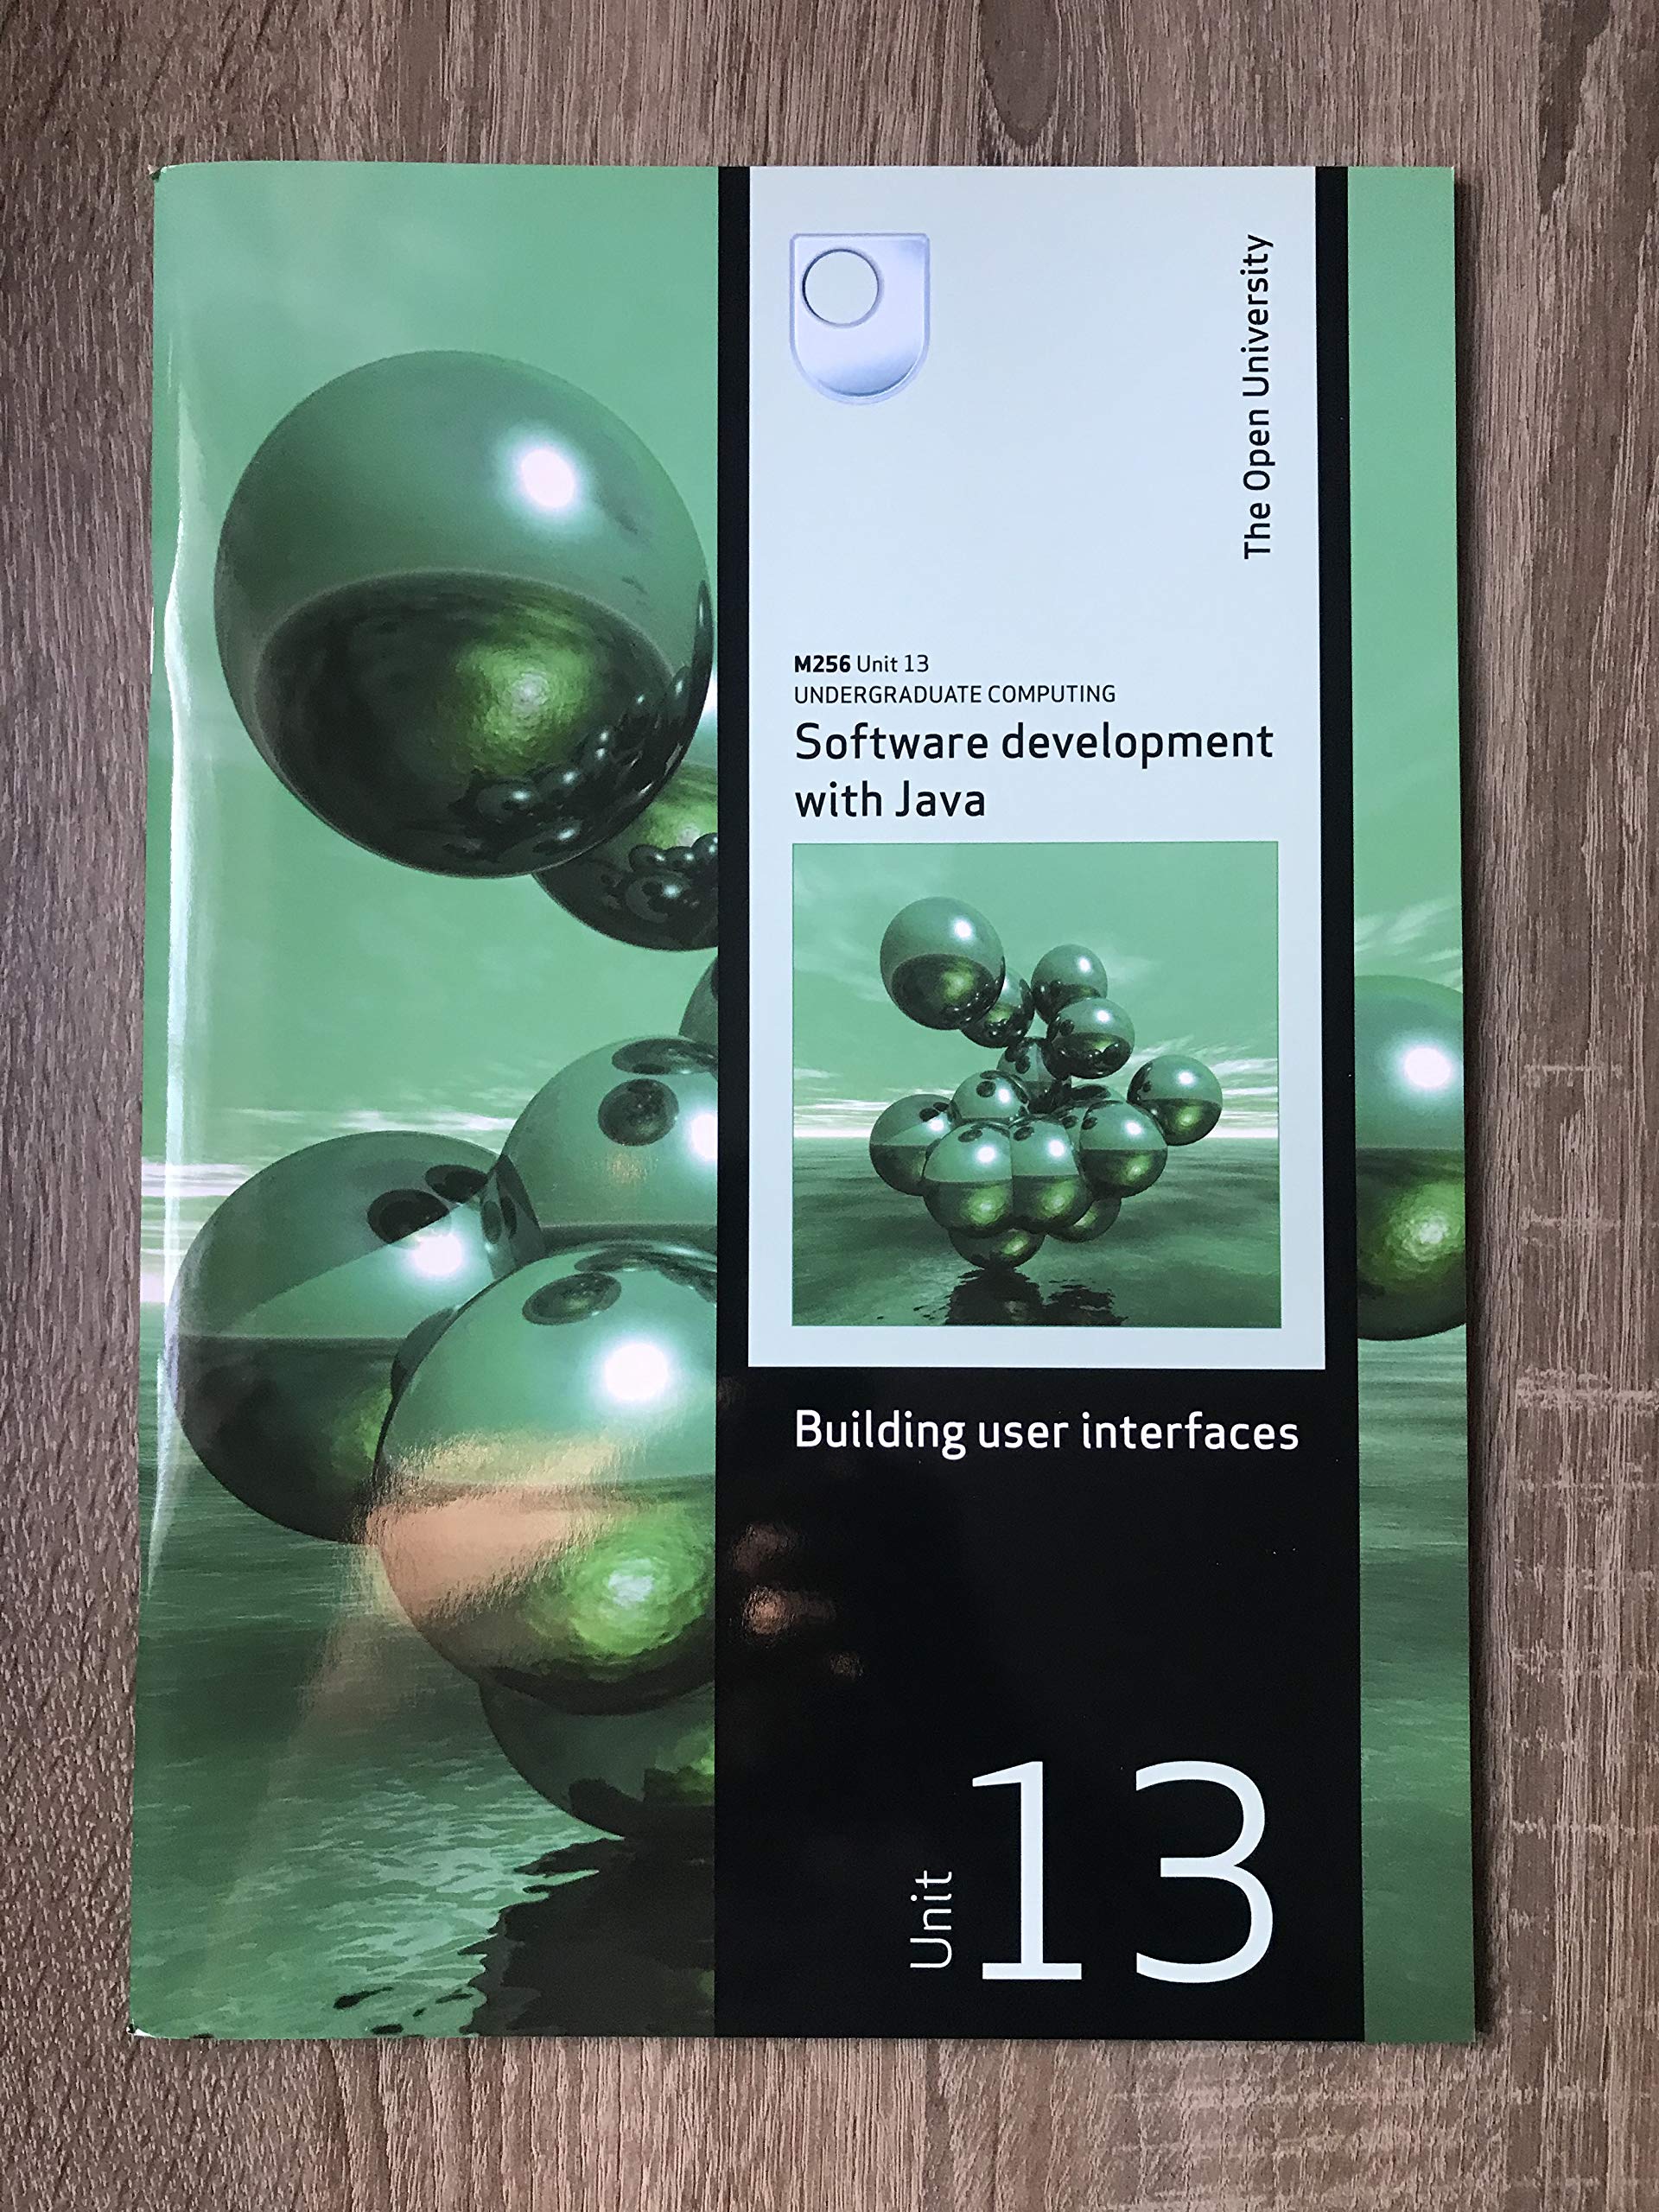 The Open University
M256 Unit 13
UNDERGRADUATE COMPUTING
Software development
with Java
Building user interfaces
Unit 13